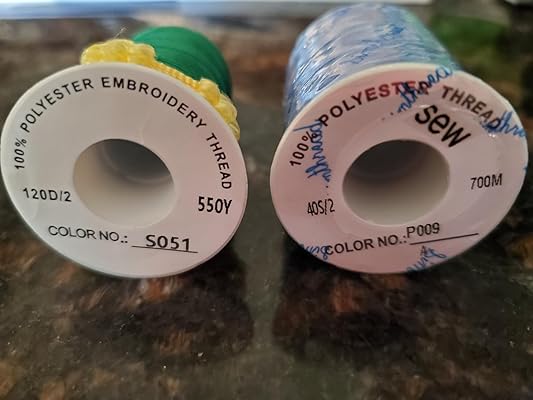 100% POLYESTER EMBROIDERY THREAD
120D/2
550Y
COLOR NO.: S051
100% POLYESTER THREAD
sew
40S/2
700M
COLOR NO.: P009
thread